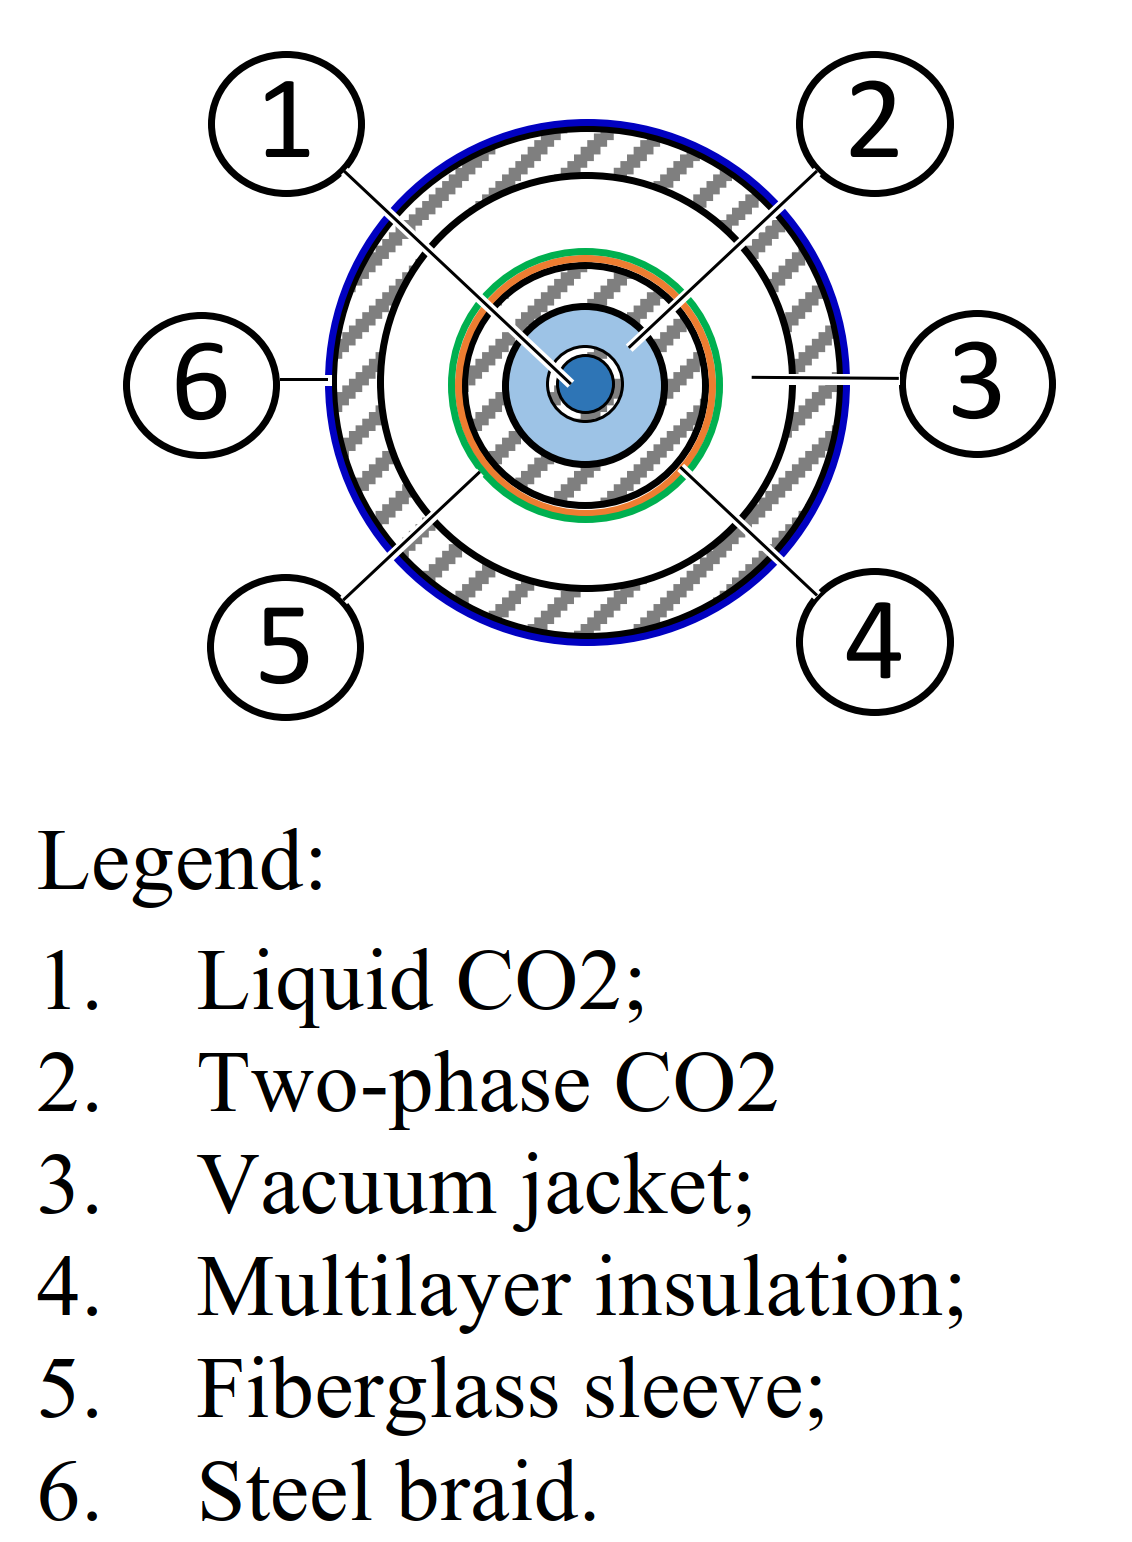 1
2
6
3
5
4
Legend:
1. Liquid CO2;
2. Two-phase CO2
3. Vacuum jacket;
4. Multilayer insulation;
5. Fiberglass sleeve;
6. Steel braid.